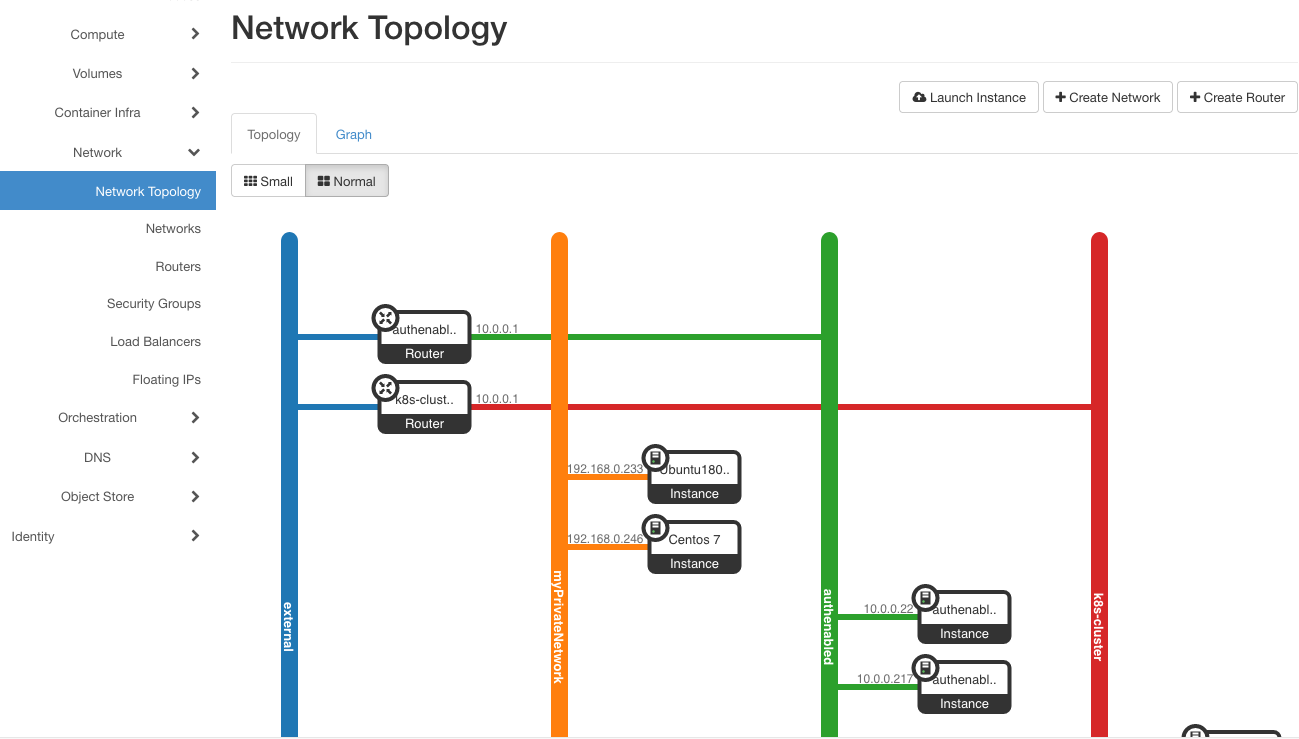 Compute
Volumes
Container Infra
Network
Network Topology
Networks
Routers
Security Groups
Load Balancers
Floating IPs
Orchestration
DNS
Object Store
Identity
Network Topology
Launch Instance
Create Network
Create Router
Topology
Graph
Small
Normal
authenabl..
Router
10.0.0.1
k8s-clust..
Router
10.0.0.1
192.168.0.233
Ubuntu180..
Instance
192.168.0.246
Centos 7
Instance
10.0.0.22
authenabl..
Instance
10.0.0.217
authenabl..
Instance
external
myPrivateNetwork
authenabled
k8s-cluster